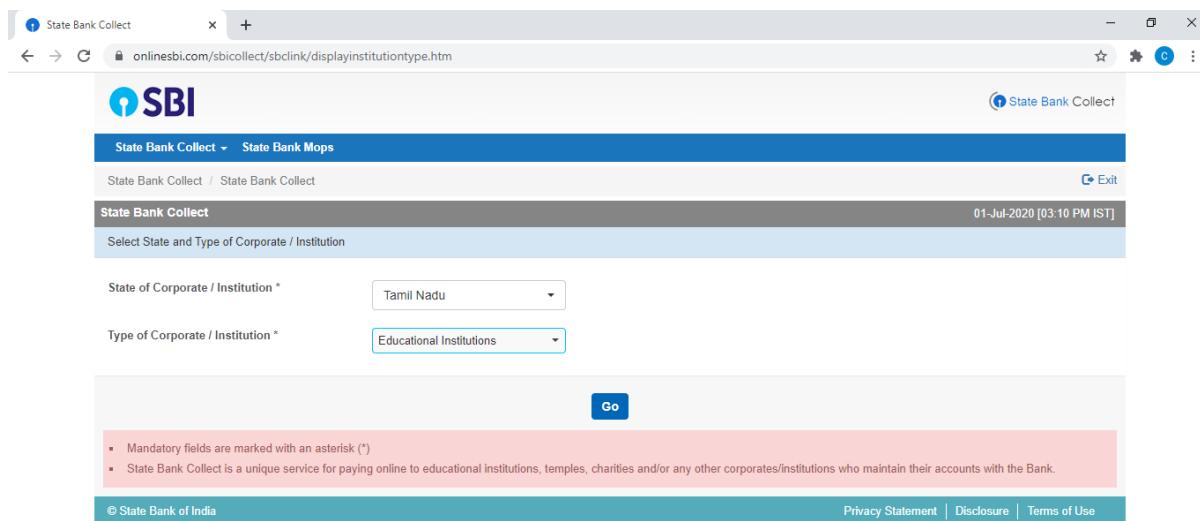 State Bank Collect
onlinesbi.com/sbicollect/sbclink/displayinstitutiontype.htm
C
SBI
State Bank Collect
State Bank Collect State Bank Mops
State Bank Collect / State Bank Collect
Exit
State Bank Collect
01-Jul-2020 [03:10 PM IST]
Select State and Type of Corporate / Institution
State of Corporate / Institution *
Tamil Nadu
Type of Corporate / Institution *
Educational Institutions
Go
Mandatory fields are marked with an asterisk (*)
State Bank Collect is a unique service for paying online to educational institutions, temples, charities and/or any other corporates/institutions who maintain their accounts with the Bank.
© State Bank of India
Privacy Statement | Disclosure | Terms of Use